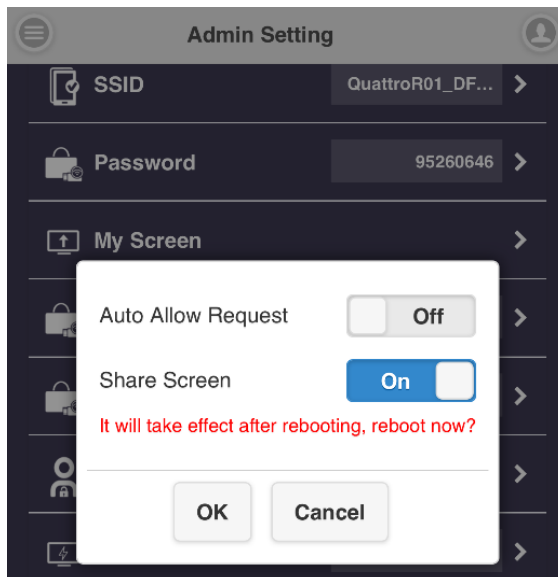 Admin Setting
SSID QuattroR01_DF...
Password 95260646
My Screen
Auto Allow Request Off
Share Screen On
It will take effect after rebooting, reboot now?
OK Cancel